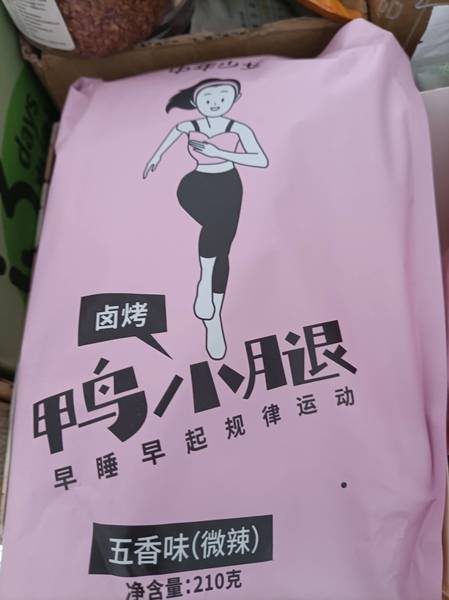 days
卤烤
鸭小腿
早睡早起规律运动
五香味(微辣)
净含量:210克